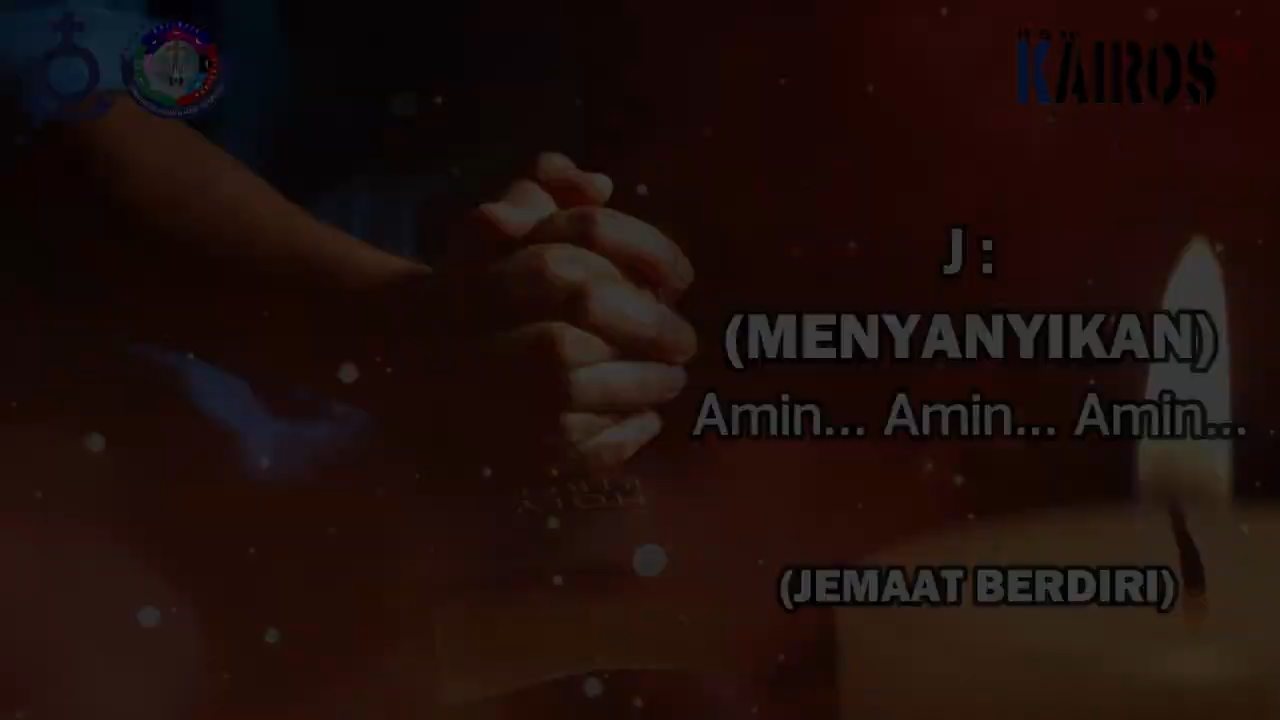 KAIROS
J :
(MENYANYIKAN)
Amin... Amin... Amin...
(JEMAAT BERDIRI)